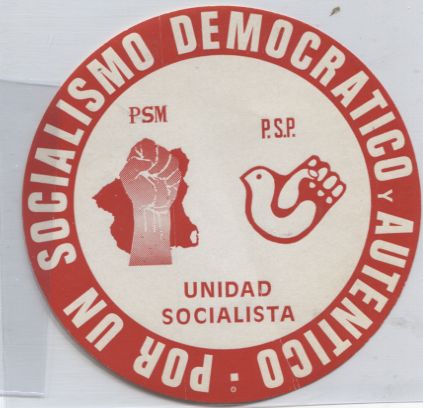 POR UN SOCIALISMO DEMOCRATICO Y AUTENTICO
PSM
P.S.P.
UNIDAD
SOCIALISTA